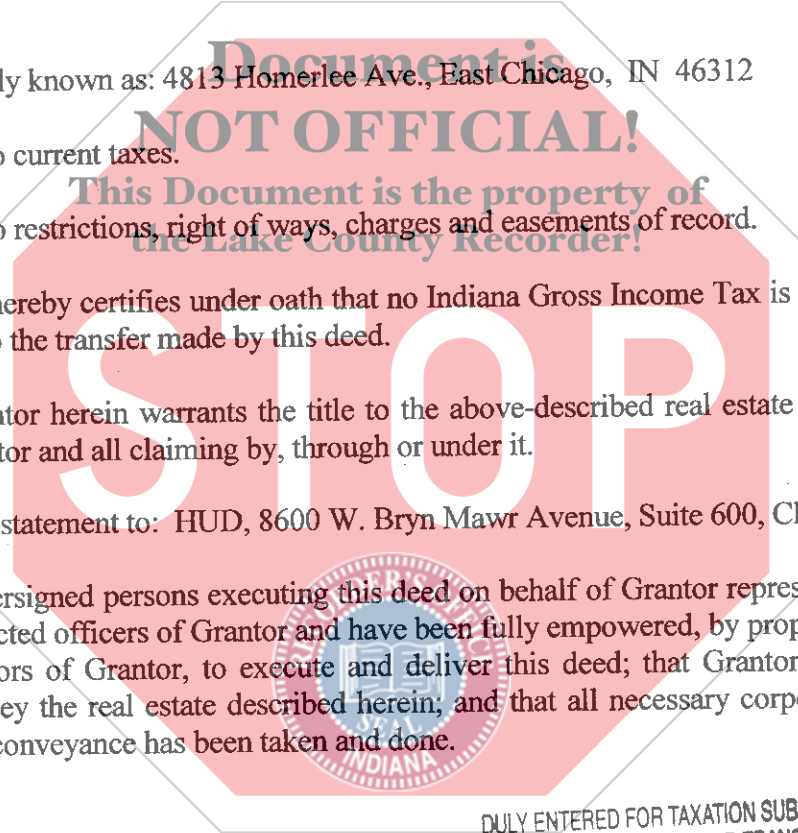 Document is
ly known as: 4813 Homerlee Ave., East Chicago, IN 46312
NOT OFFICIAL!
o current taxes.
This Document is the property of
o restrictions, right of ways, charges and easements of record.
the Lake County Recorder!
hereby certifies under oath that no Indiana Gross Income Tax is
o the transfer made by this deed.
STOP
ntor herein warrants the title to the above-described real estate
tor and all claiming by, through or under it.
statement to: HUD, 8600 W. Bryn Mawr Avenue, Suite 600, Cl
ersigned persons executing this deed on behalf of Grantor repres
cted officers of Grantor and have been fully empowered, by prop
ors of Grantor, to execute and deliver this deed; that Grantor
ey the real estate described herein; and that all necessary corp
conveyance has been taken and done.
RECORDER'S OFFICE
SEAL
INDIANA
DULY ENTERED FOR TAXATION SUB